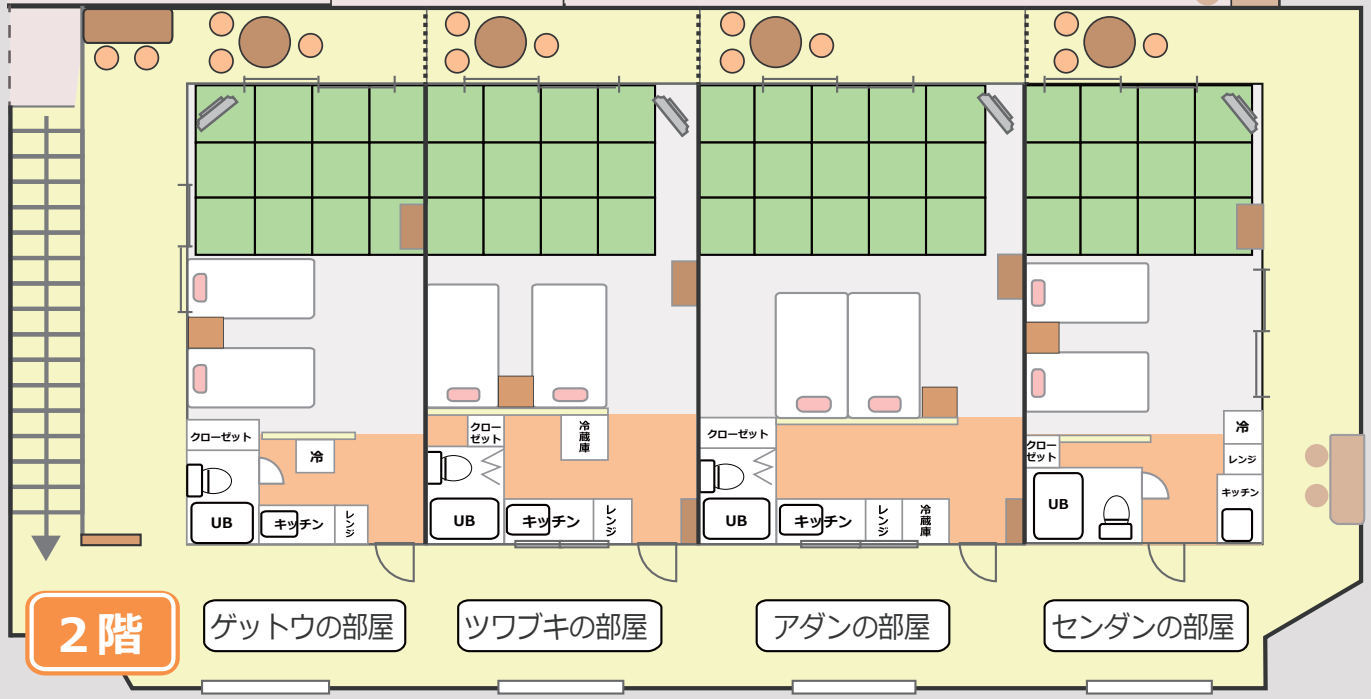 クローゼット
冷
UB
キッチン
レンジ
クロー
ゼット
冷蔵庫
UB
キッチン
レンジ
クローゼット
UB
キッチン
レンジ
冷蔵庫
クロー
ゼット
冷
レンジ
キッチン
UB
2階
ゲットウの部屋
ツワブキの部屋
アダンの部屋
センダンの部屋